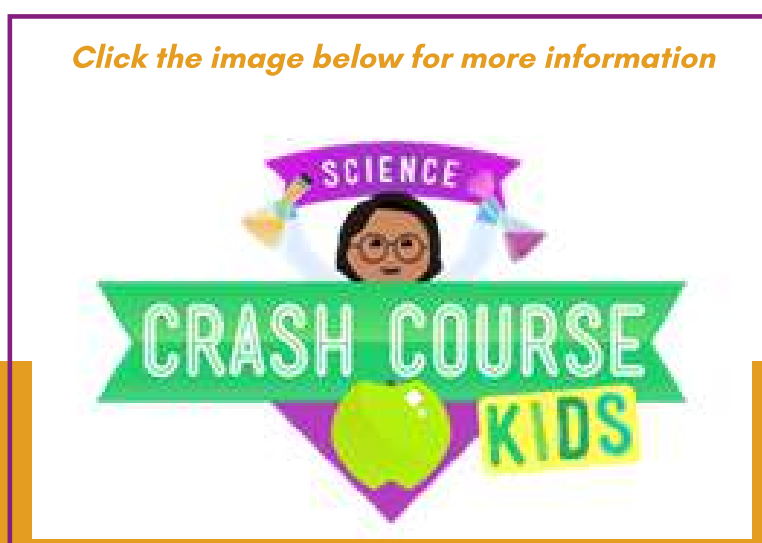 Click the image below for more information
SCIENCE
CRASH COURSE
KIDS